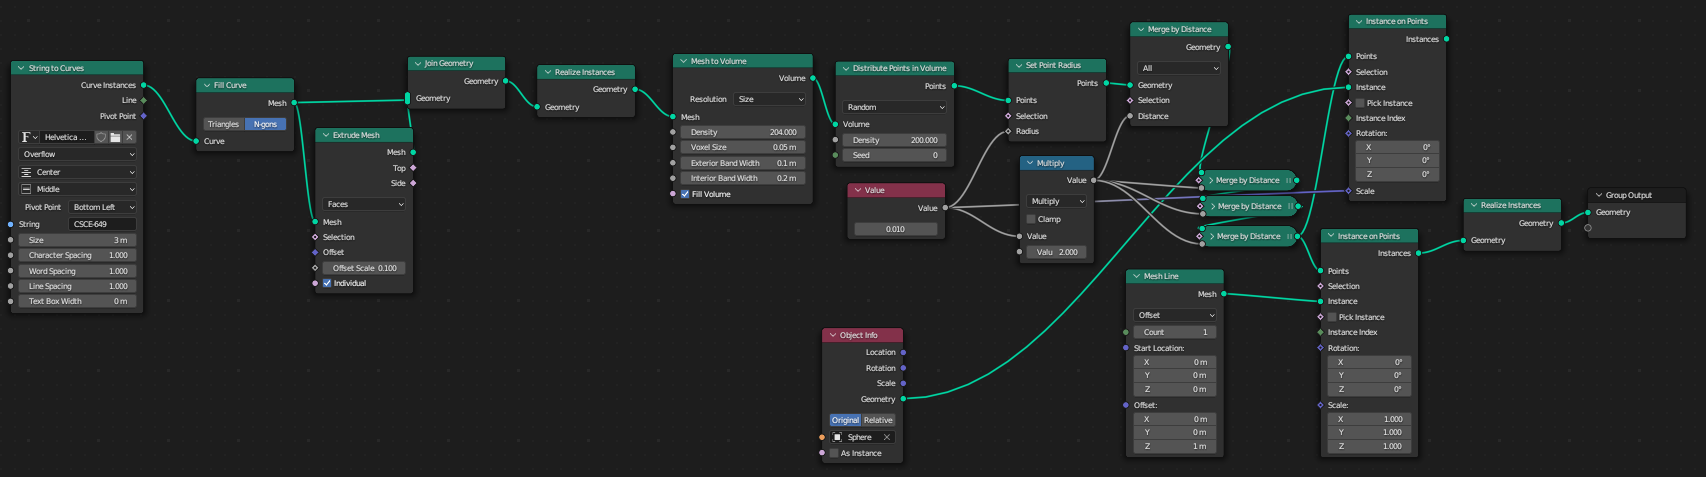 String to Curves
Curve Instances
Line
Pivot Point
F
Helvetica ...
Overflow
Center
Middle
Pivot Point Bottom Left
String CSCE-649
Size 3 m
Character Spacing 1.000
Word Spacing 1.000
Line Spacing 1.000
Text Box Width 0 m
Fill Curve
Mesh
Triangles N-gons
Curve
Extrude Mesh
Mesh
Top
Side
Faces
Mesh
Selection
Offset
Offset Scale 0.100
Individual
Join Geometry
Geometry
Geometry
Realize Instances
Geometry
Geometry
Mesh to Volume
Volume
Resolution Size
Mesh
Density 204.000
Voxel Size 0.05 m
Exterior Band Width 0.1 m
Interior Band Width 0.2 m
Fill Volume
Distribute Points in Volume
Points
Random
Volume
Density 200.000
Seed 0
Value
Value
0.010
Object Info
Location
Rotation
Scale
Geometry
Original Relative
Sphere
As Instance
Set Point Radius
Points
Points
Selection
Radius
Multiply
Value
Multiply
Clamp
Value
Valu 2.000
Merge by Distance
Geometry
All
Geometry
Selection
Distance
Merge by Distance
Merge by Distance
Merge by Distance
Mesh Line
Mesh
Offset
Count 1
Start Location:
X 0 m
Y 0 m
Z 0 m
Offset:
X 0 m
Y 0 m
Z 1 m
Instance on Points
Instances
Points
Selection
Instance
Pick Instance
Instance Index
Rotation:
X 0°
Y 0°
Z 0°
Scale
Instance on Points
Instances
Points
Selection
Instance
Pick Instance
Instance Index
Rotation:
X 0°
Y 0°
Z 0°
Scale:
X 1.000
Y 1.000
Z 1.000
Realize Instances
Geometry
Geometry
Group Output
Geometry